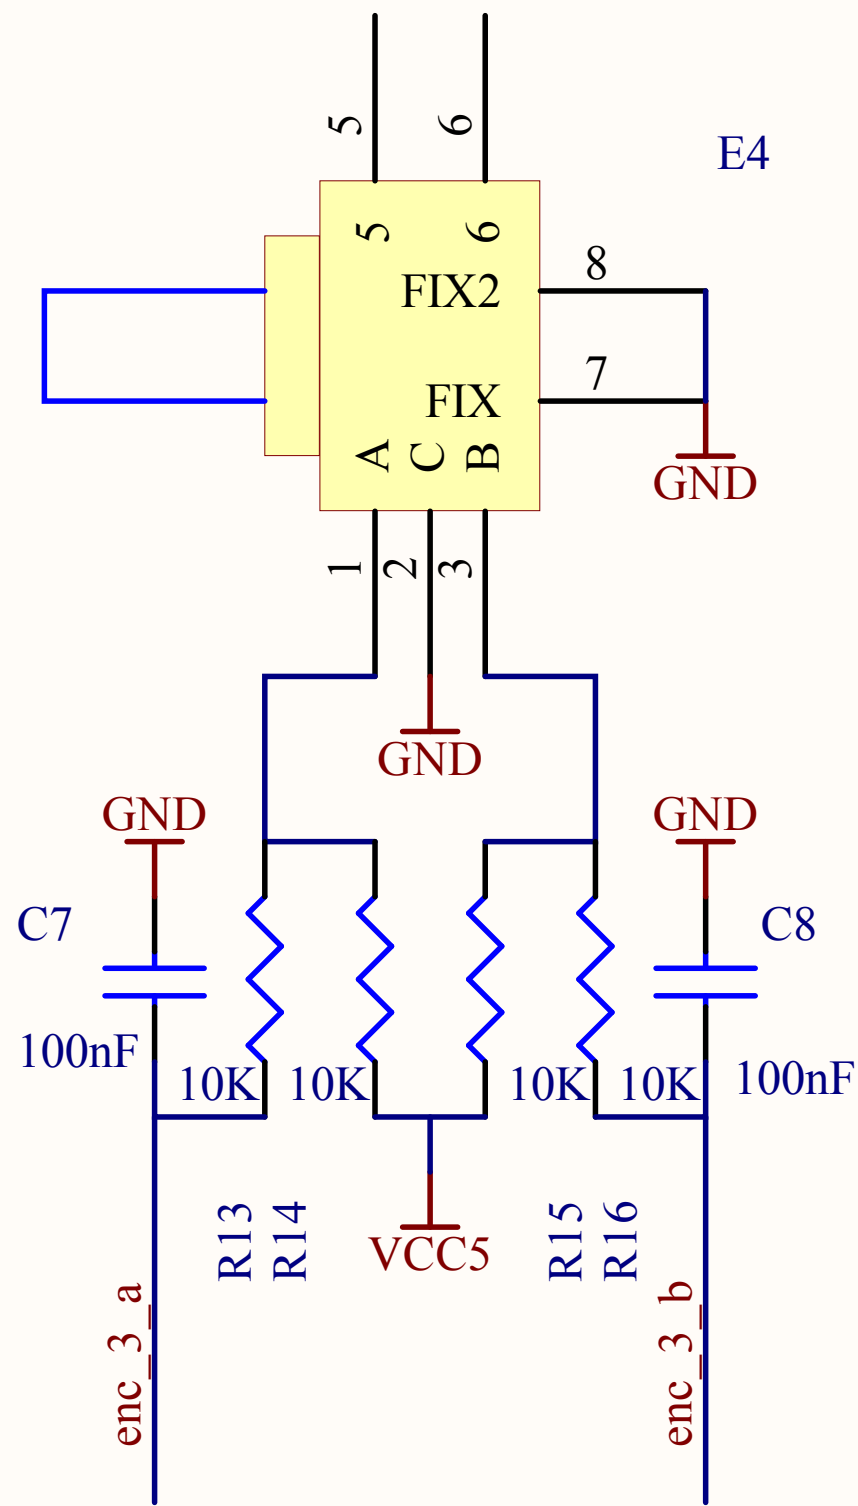 5
6
E4
5
6
8
FIX2
7
FIX
A
C
B
GND
1
2
3
GND
GND
GND
C7
C8
100nF
10K
10K
10K
10K
100nF
R13
R14
R15
R16
VCC5
enc_3_a
enc_3_b